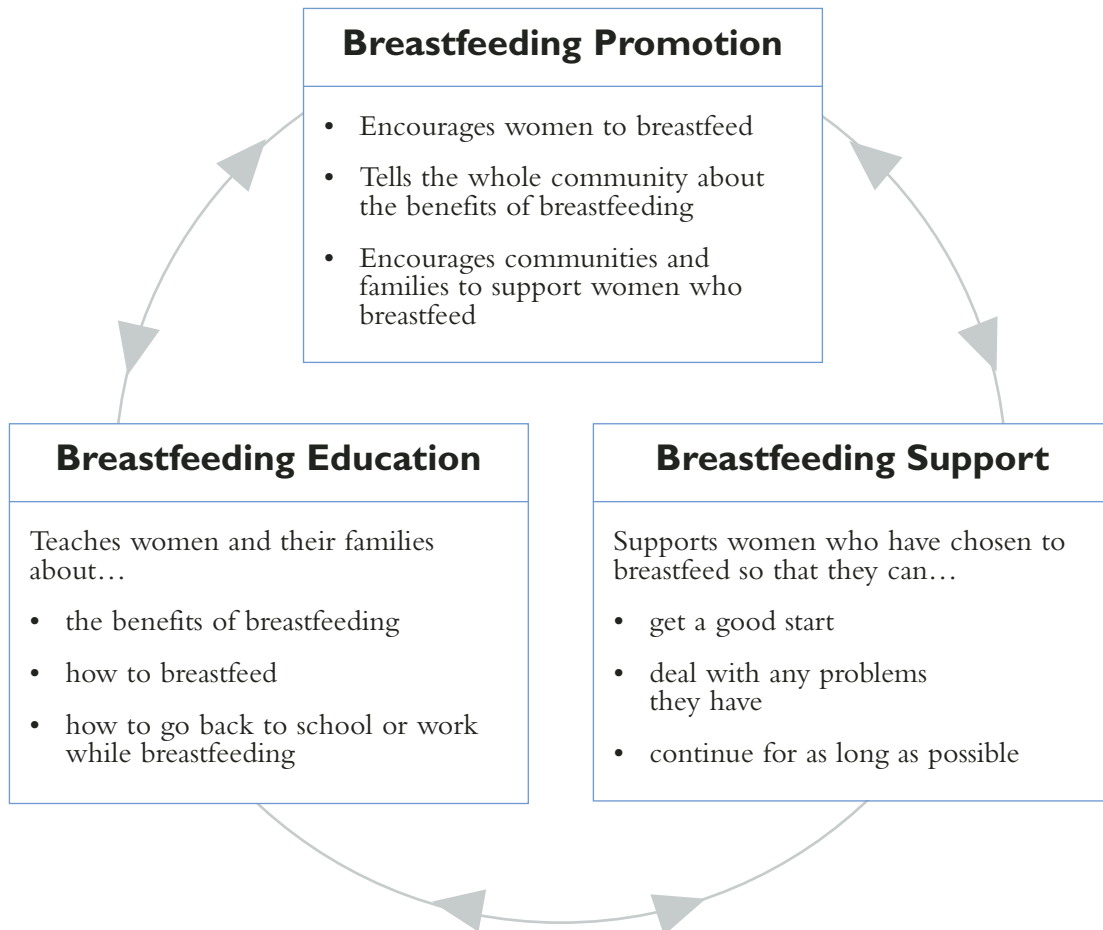 Breastfeeding Promotion
• Encourages women to breastfeed
• Tells the whole community about
the benefits of breastfeeding
• Encourages communities and
families to support women who
breastfeed
Breastfeeding Education
Teaches women and their families
about…
• the benefits of breastfeeding
• how to breastfeed
• how to go back to school or work
while breastfeeding
Breastfeeding Support
Supports women who have chosen to
breastfeed so that they can…
• get a good start
• deal with any problems
they have
• continue for as long as possible